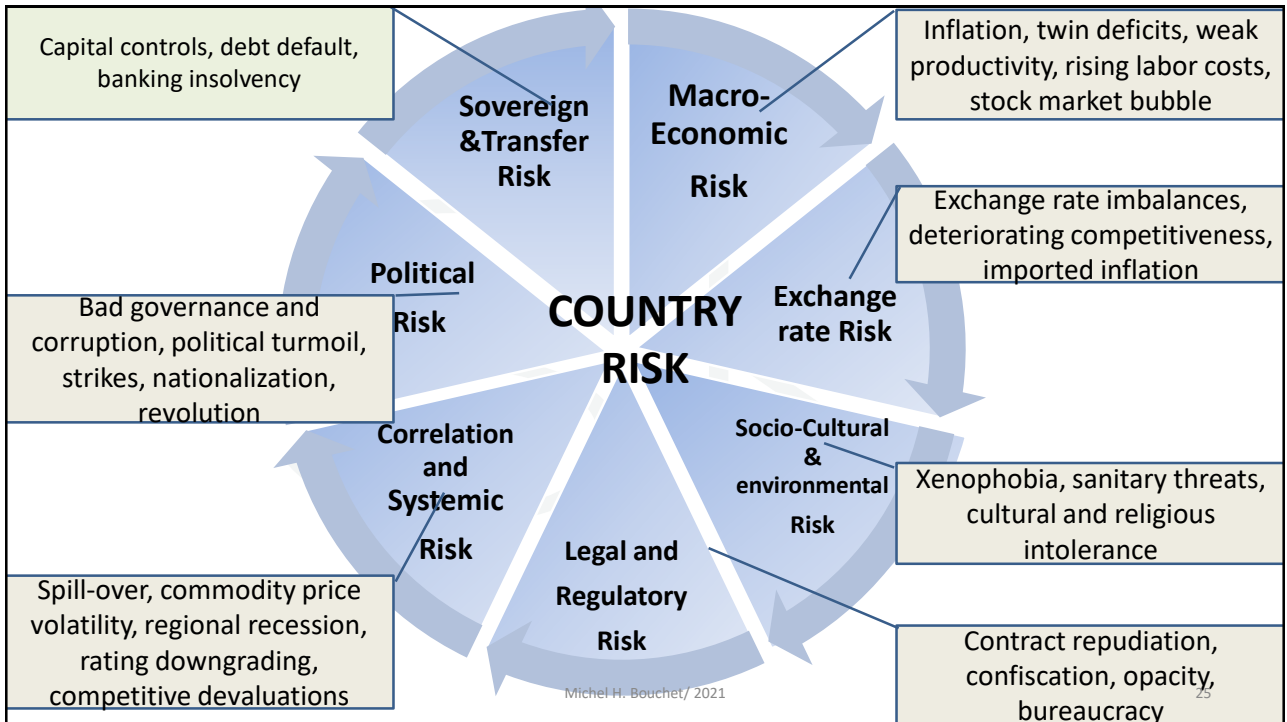 Capital controls, debt default,
banking insolvency
Inflation, twin deficits, weak
productivity, rising labor costs,
stock market bubble
Sovereign
&Transfer
Risk
Macro-
Economic
Risk
Exchange rate imbalances,
deteriorating competitiveness,
imported inflation
Political
Risk
COUNTRY
RISK
Exchange
rate Risk
Bad governance and
corruption, political turmoil,
strikes, nationalization,
revolution
Correlation
and
Systemic
Risk
Socio-Cultural
&
environmental
Risk
Xenophobia, sanitary threats,
cultural and religious
intolerance
Legal and
Regulatory
Risk
Spill-over, commodity price
volatility, regional recession,
rating downgrading,
competitive devaluations
Contract repudiation,
confiscation, opacity,
bureaucracy
Michel H. Bouchet/ 2021
25